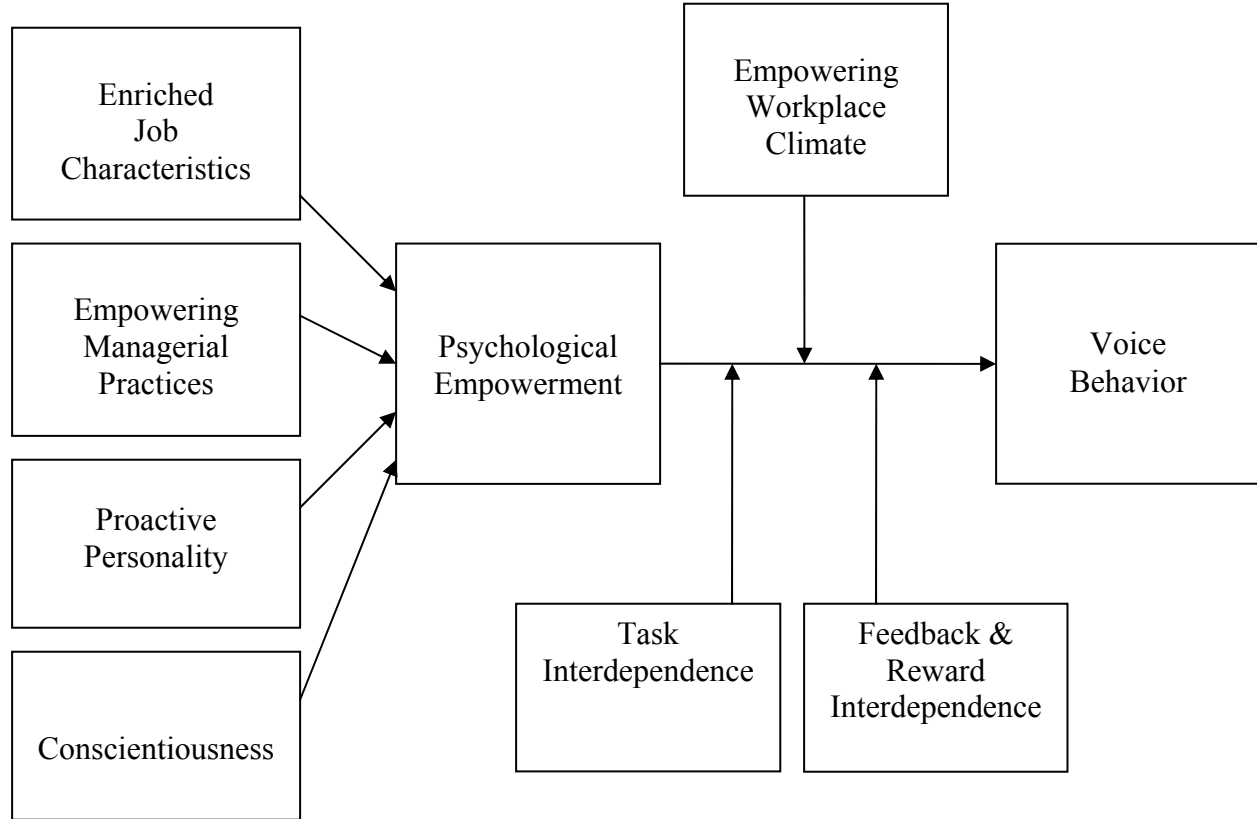 Enriched
Job
Characteristics
Empowering
Managerial
Practices
Proactive
Personality
Conscientiousness
Psychological
Empowerment
Empowering
Workplace
Climate
Task
Interdependence
Feedback &
Reward
Interdependence
Voice
Behavior